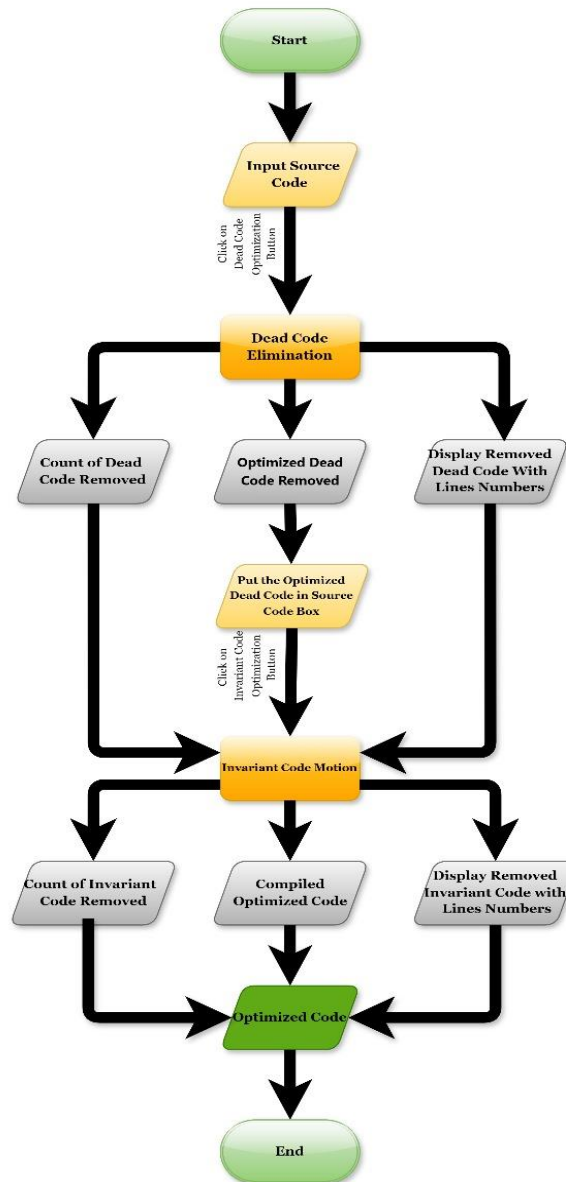 Start
Input Source
Code
Click on
Dead Code
Optimization
Button
Dead Code
Elimination
Count of Dead
Code Removed
Optimized Dead
Code Removed
Display Removed
Dead Code With
Lines Numbers
Put the Optimized
Dead Code in Source
Code Box
Click on
Invariant Code
Optimization
Button
Invariant Code Motion
Count of Invariant
Code Removed
Compiled
Optimized Code
Display Removed
Invariant Code with
Lines Numbers
Optimized Code
End